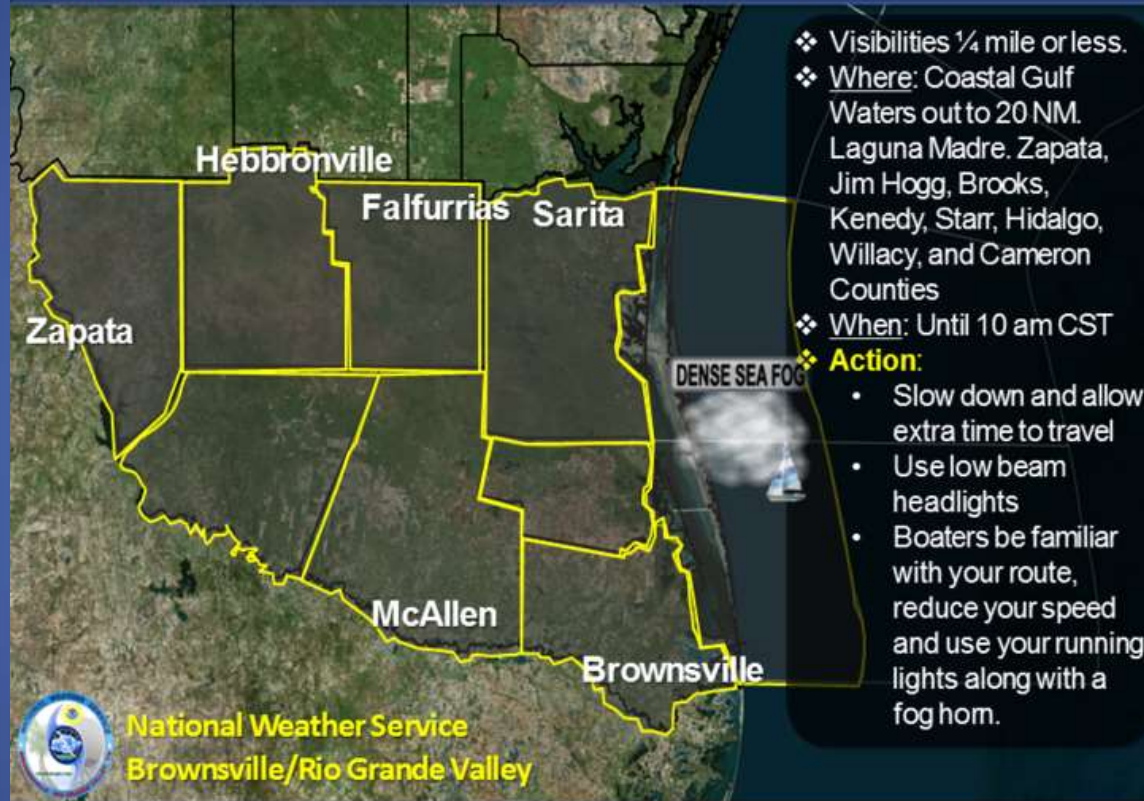 ❖ Visibilities ¼ mile or less.
❖ Where: Coastal Gulf
Waters out to 20 NM.
Laguna Madre. Zapata,
Jim Hogg, Brooks,
Kenedy, Starr, Hidalgo,
Willacy, and Cameron
Counties
❖ When: Until 10 am CST
❖ Action:
• Slow down and allow
extra time to travel
• Use low beam
headlights
• Boaters be familiar
with your route,
reduce your speed
and use your running
lights along with a
fog horn.
Hebbronville
Falfurrias
Sarita
Zapata
DENSE SEA FOG
McAllen
Brownsville
National Weather Service
Brownsville/Rio Grande Valley